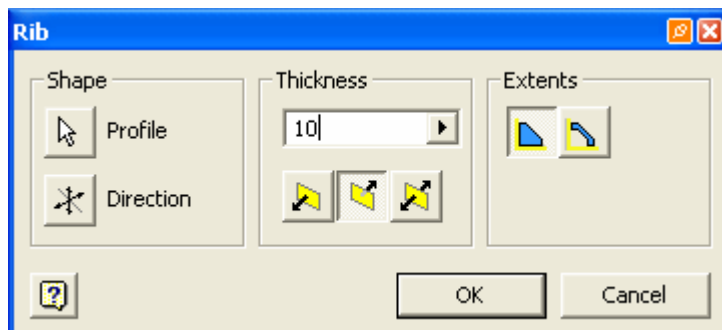 Rib
Shape
Profile
Direction
Thickness
10
Extents
OK
Cancel